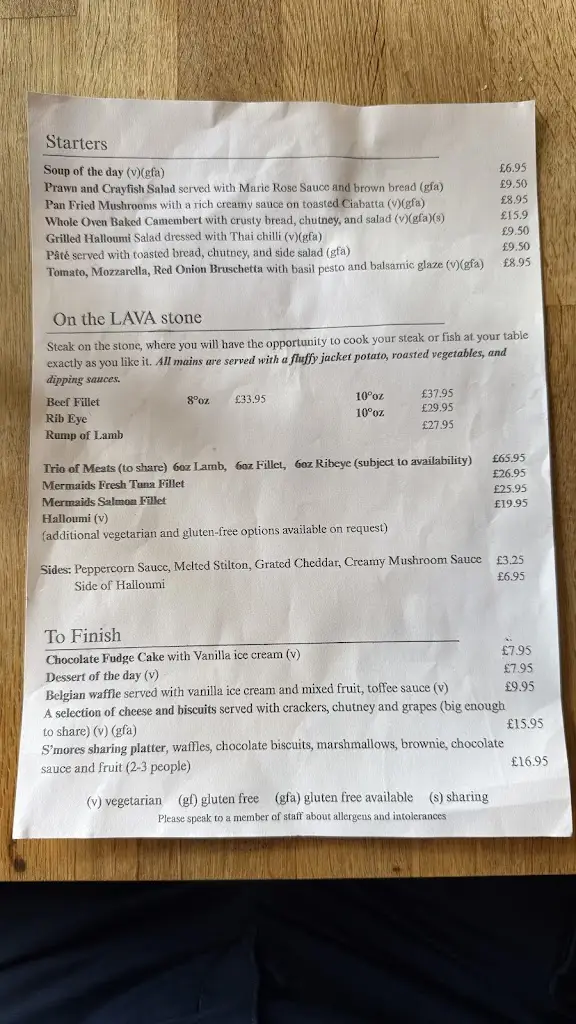 Starters
Soup of the day (v)(gfa) £6.95
Prawn and Crayfish Salad served with Marie Rose Sauce and brown bread (gfa) £9.50
Pan Fried Mushrooms with a rich creamy sauce on toasted Ciabatta (v)(gfa) £8.95
Whole Oven Baked Camembert with crusty bread, chutney, and salad (v)(gfa)(s) £15.9
Grilled Halloumi Salad dressed with Thai chilli (v)(gfa) £9.50
Pâté served with toasted bread, chutney, and side salad (gfa) £9.50
Tomato, Mozzarella, Red Onion Bruschetta with basil pesto and balsamic glaze (v)(gfa) £8.95
On the LAVA stone
Steak on the stone, where you will have the opportunity to cook your steak or fish at your table
exactly as you like it. All mains are served with a fluffy jacket potato, roasted vegetables, and
dipping sauces.
Beef Fillet 8°oz £33.95 10°oz £37.95
Rib Eye 10°oz £29.95
Rump of Lamb £27.95
Trio of Meats (to share) 6oz Lamb, 6oz Fillet, 6oz Ribeye (subject to availability) £65.95
Mermaids Fresh Tuna Fillet £26.95
Mermaids Salmon Fillet £25.95
Halloumi (v) £19.95
(additional vegetarian and gluten-free options available on request)
Sides: Peppercorn Sauce, Melted Stilton, Grated Cheddar, Creamy Mushroom Sauce £3.25
Side of Halloumi £6.95
To Finish
Chocolate Fudge Cake with Vanilla ice cream (v) £7.95
Dessert of the day (v) £7.95
Belgian waffle served with vanilla ice cream and mixed fruit, toffee sauce (v) £9.95
A selection of cheese and biscuits served with crackers, chutney and grapes (big enough
to share) (v) (gfa) £15.95
S'mores sharing platter, waffles, chocolate biscuits, marshmallows, brownie, chocolate
sauce and fruit (2-3 people) £16.95
(v) vegetarian (gf) gluten free (gfa) gluten free available (s) sharing
Please speak to a member of staff about allergens and intolerances